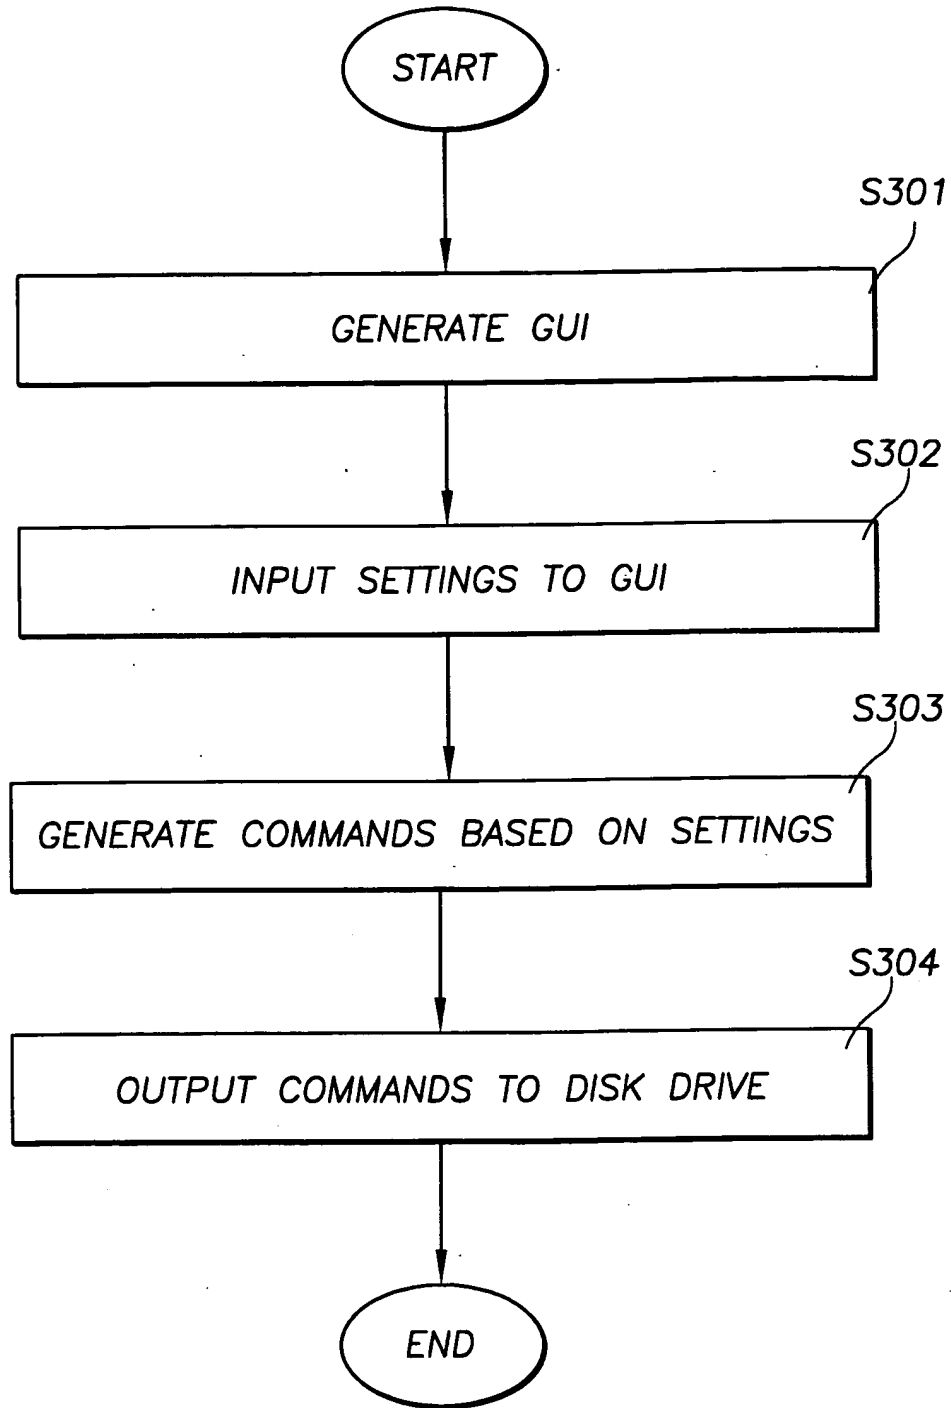 START
S301
GENERATE GUI
S302
INPUT SETTINGS TO GUI
S303
GENERATE COMMANDS BASED ON SETTINGS
S304
OUTPUT COMMANDS TO DISK DRIVE
END